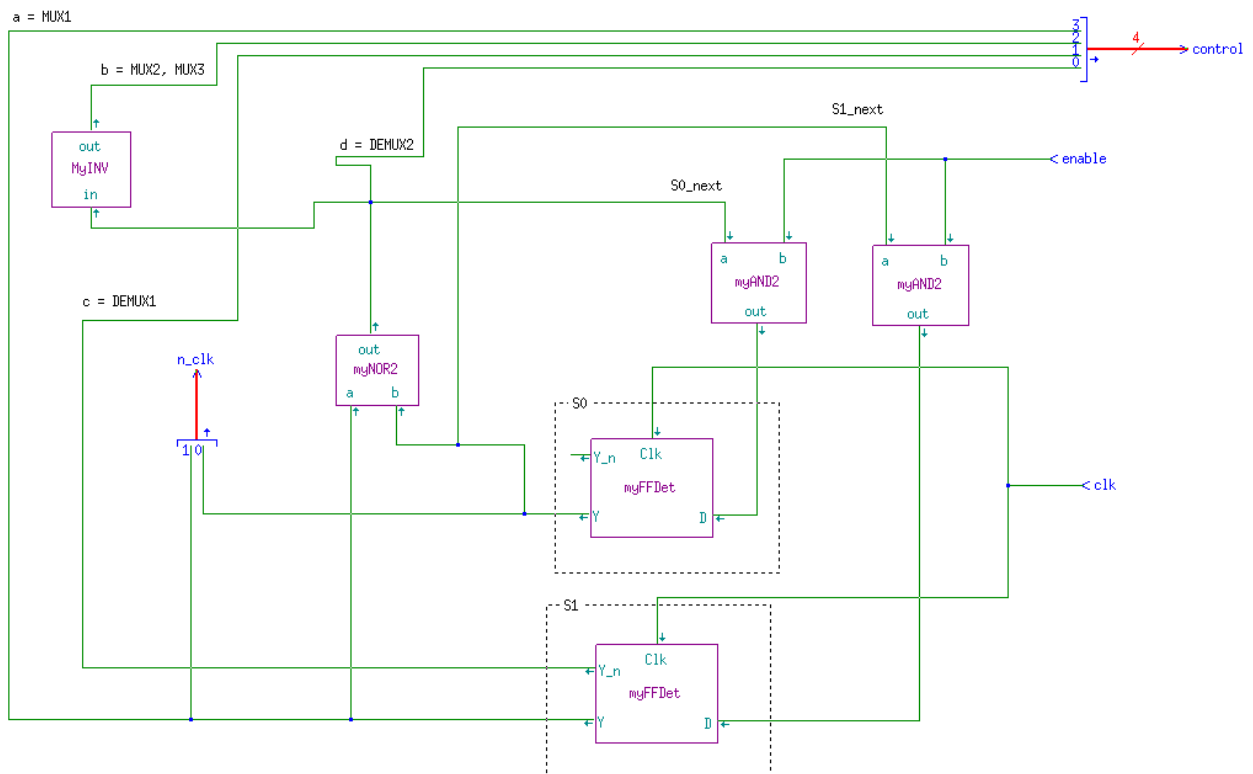 a = MUX1
3
2
1
0
4
control
b = MUX2, MUX3
S1_next
out
MyINV
in
d = DEMUX2
enable
S0_next
a b
myAND2
out
a b
myAND2
out
c = DEMUX1
n_clk
1 0
out
myNOR2
a b
S0
Clk
Y_n
myFFDet
Y D
clk
S1
Clk
Y_n
myFFDet
Y D